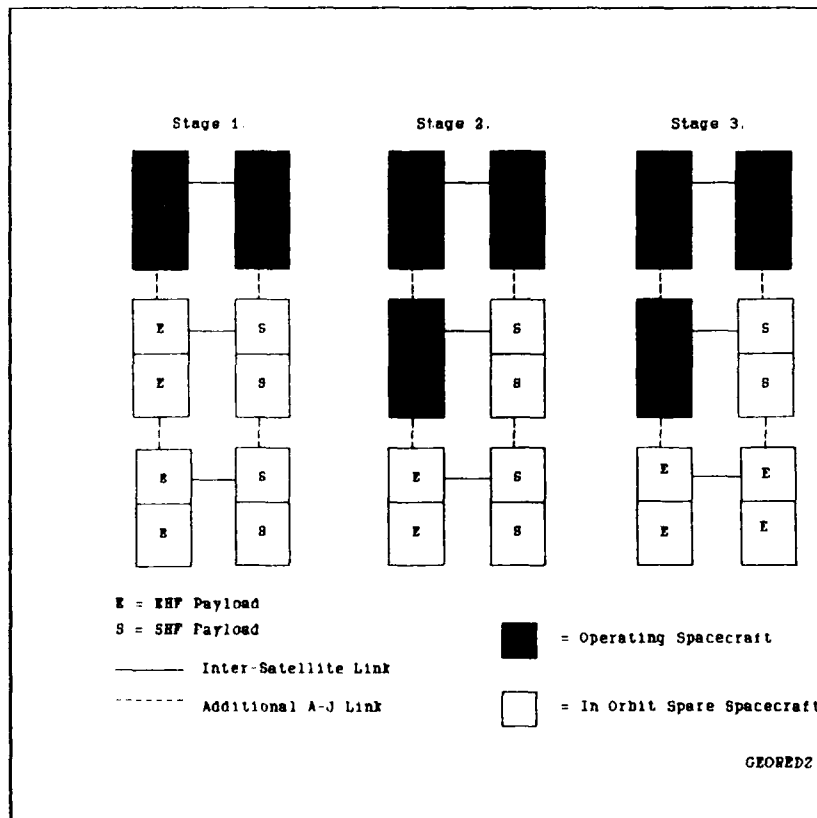 Stage 1. Stage 2. Stage 3.
E S S S
E S S S
E S E S E E
E S E S E E
E = EHF Payload
S = SHF Payload
= Operating Spacecraft
Inter-Satellite Link
Additional A-J Link
= In Orbit Spare Spacecraft
GEORED2